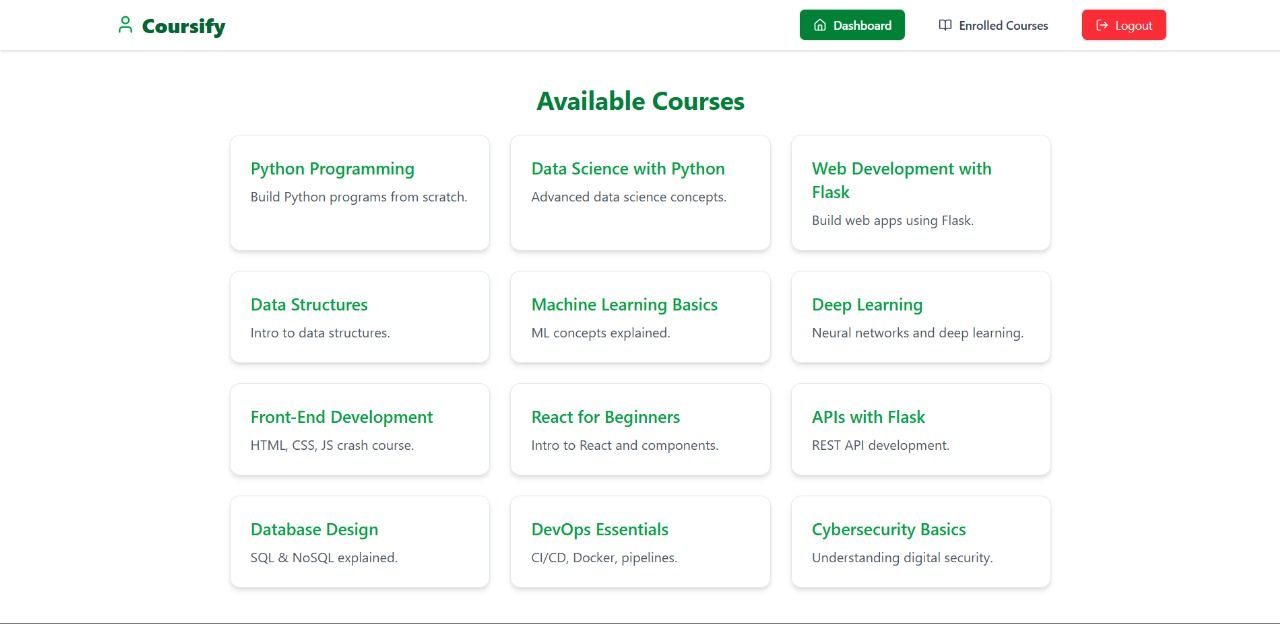 Coursify
Dashboard
Enrolled Courses
Logout
Available Courses
Python Programming
Build Python programs from scratch.
Data Science with Python
Advanced data science concepts.
Web Development with
Flask
Build web apps using Flask.
Data Structures
Intro to data structures.
Machine Learning Basics
ML concepts explained.
Deep Learning
Neural networks and deep learning.
Front-End Development
HTML, CSS, JS crash course.
React for Beginners
Intro to React and components.
APIs with Flask
REST API development.
Database Design
SQL & NoSQL explained.
DevOps Essentials
CI/CD, Docker, pipelines.
Cybersecurity Basics
Understanding digital security.